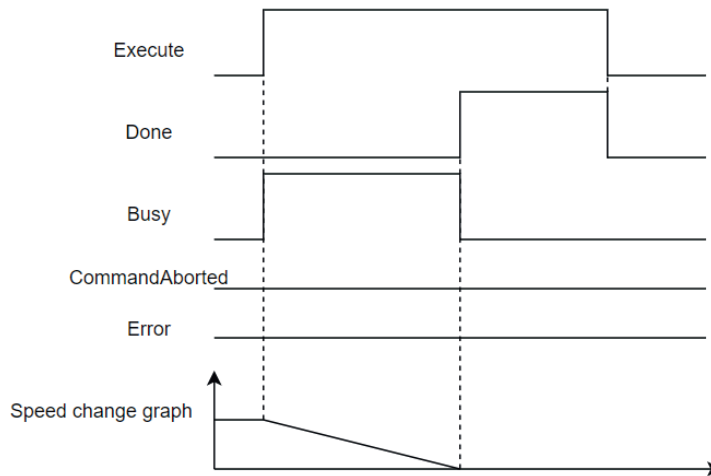 Execute
Done
Busy
CommandAborted
Error
Speed change graph